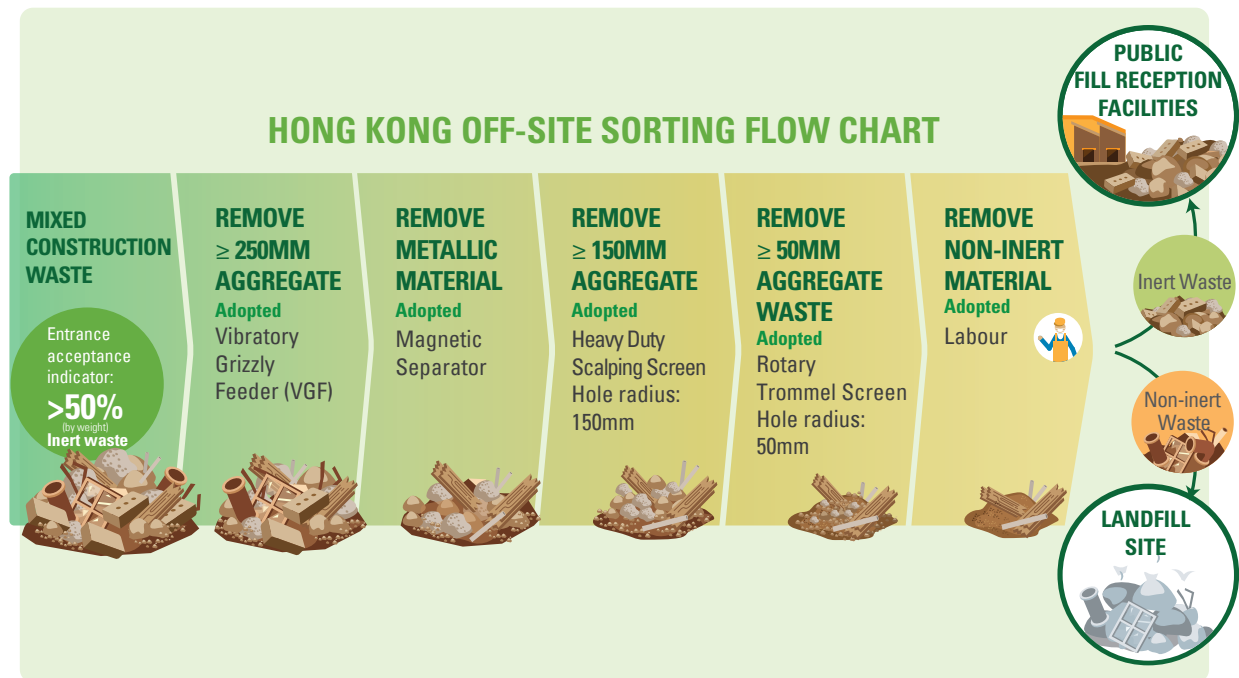 HONG KONG OFF-SITE SORTING FLOW CHART
MIXED
CONSTRUCTION
WASTE
Entrance
acceptance
indicator:
>50%
(by weight)
Inert waste
REMOVE
≥ 250MM
AGGREGATE
Adopted
Vibratory
Grizzly
Feeder (VGF)
REMOVE
METALLIC
MATERIAL
Adopted
Magnetic
Separator
REMOVE
≥ 150MM
AGGREGATE
Adopted
Heavy Duty
Scalping Screen
Hole radius:
150mm
REMOVE
≥ 50MM
AGGREGATE
WASTE
Adopted
Rotary
Trommel Screen
Hole radius:
50mm
REMOVE
NON-INERT
MATERIAL
Adopted
Labour
PUBLIC
FILL RECEPTION
FACILITIES
Inert Waste
Non-inert
Waste
LANDFILL
SITE